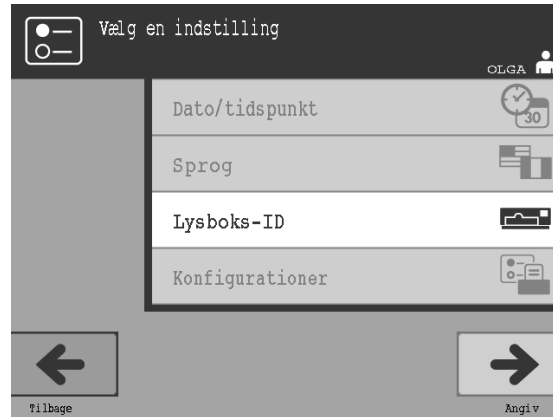 Vælg en indstilling
OLGA
Dato/tidspunkt
30
Sprog
Lysboks-ID
Konfigurationer
Tilbage
Angiv